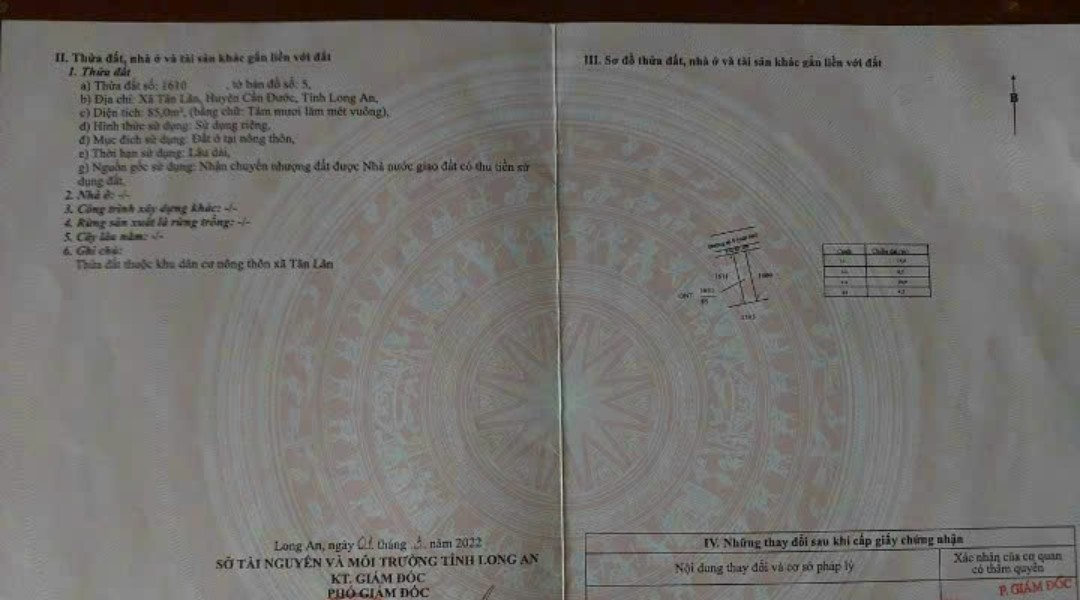 II. Thửa đất, nhà ở và tài sản khác gắn liền với đất
1. Thửa đất
a) Thửa đất số: 1610 , tờ bản đồ số: 5,
b) Địa chỉ: Xã Tân Lân, Huyện Cần Đước, Tỉnh Long An,
c) Diện tích: 85,0m², (bằng chữ: Tám mươi lăm mét vuông),
d) Hình thức sử dụng: Sử dụng riêng,
đ) Mục đích sử dụng: Đất ở tại nông thôn,
e) Thời hạn sử dụng: Lâu dài,
g) Nguồn gốc sử dụng: Nhận chuyển nhượng đất được Nhà nước giao đất có thu tiền sử
dụng đất.
2. Nhà ở: -/-
3. Công trình xây dựng khác: -/-
4. Rừng sản xuất là rừng trồng: -/-
5. Cây lâu năm: -/-
6. Ghi chú:
Thửa đất thuộc khu dân cư nông thôn xã Tân Lân
Long An, ngày 01 tháng 3 năm 2022
SỞ TÀI NGUYÊN VÀ MÔI TRƯỜNG TỈNH LONG AN
KT. GIÁM ĐỐC
PHÓ GIÁM ĐỐC
III. Sơ đồ thửa đất, nhà ở và tài sản khác gắn liền với đất
B
1611
1609
ONT
85
Cạnh
IV. Những thay đổi sau khi cấp giấy chứng nhận
Nội dung thay đổi và cơ sở pháp lý
Xác nhận của cơ quan
có thẩm quyền
P. GIÁM ĐỐC